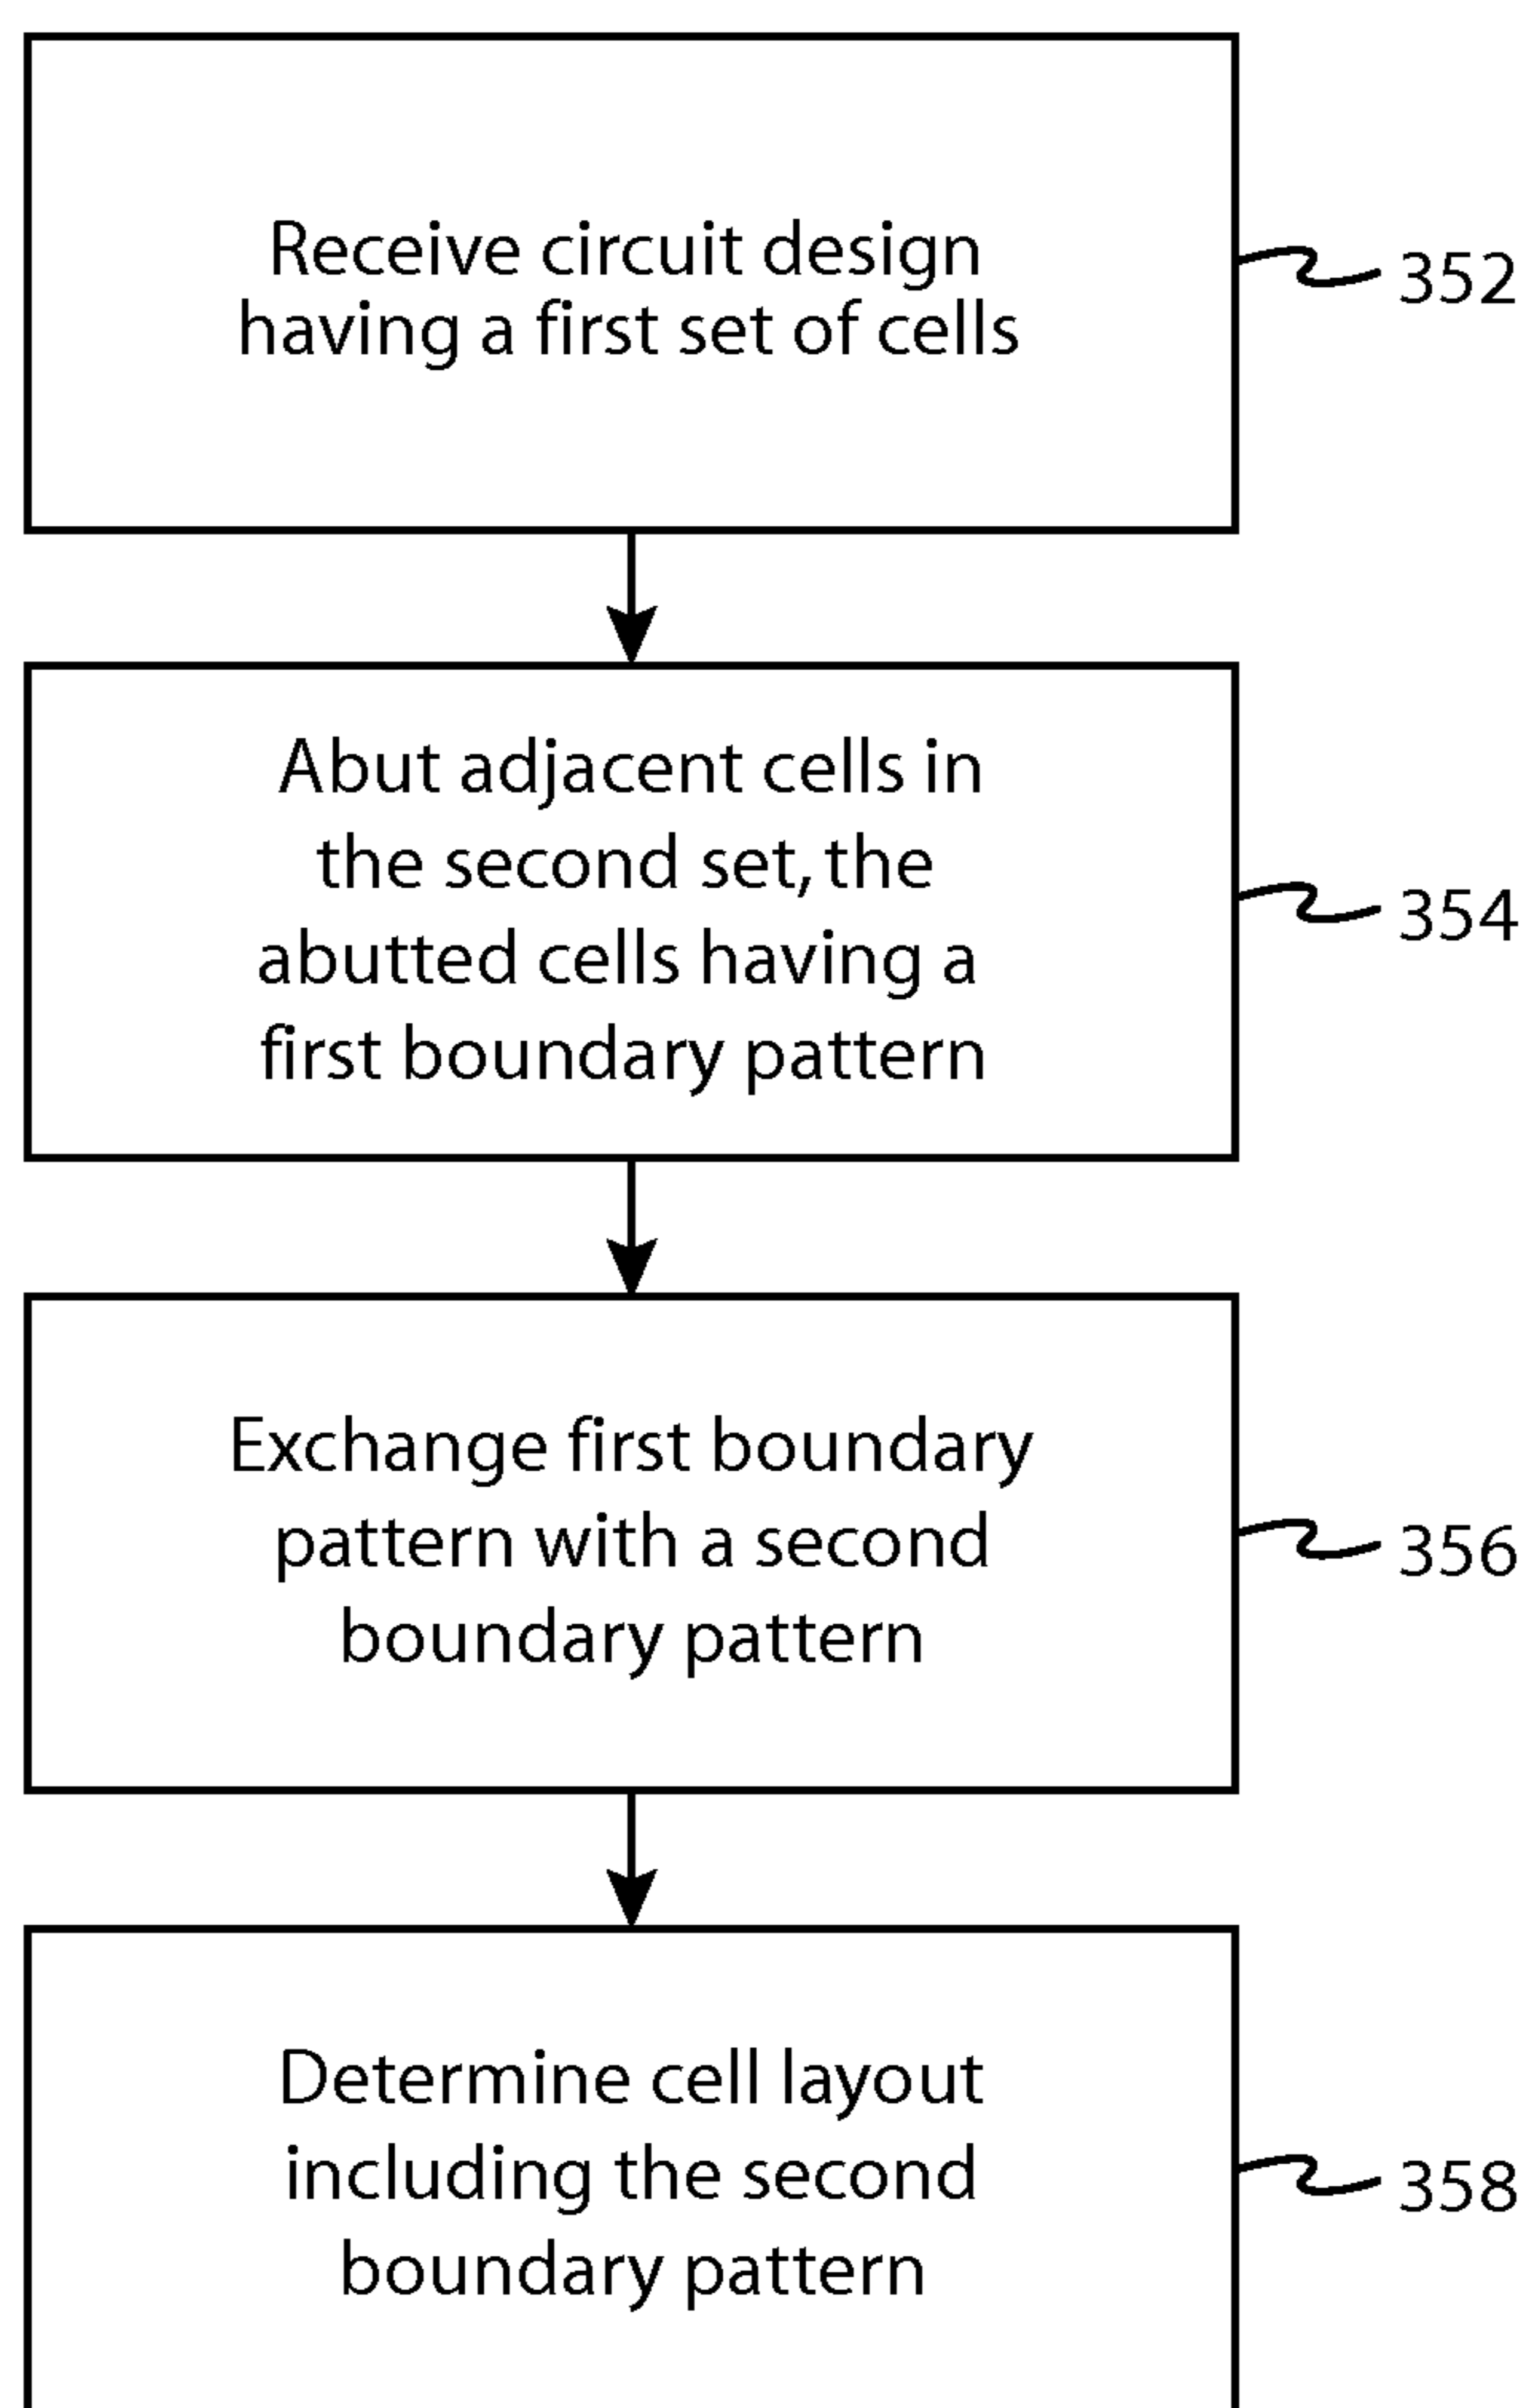 Receive circuit design
having a first set of cells
352
Abut adjacent cells in
the second set, the
abutted cells having a
first boundary pattern
354
Exchange first boundary
pattern with a second
boundary pattern
356
Determine cell layout
including the second
boundary pattern
358